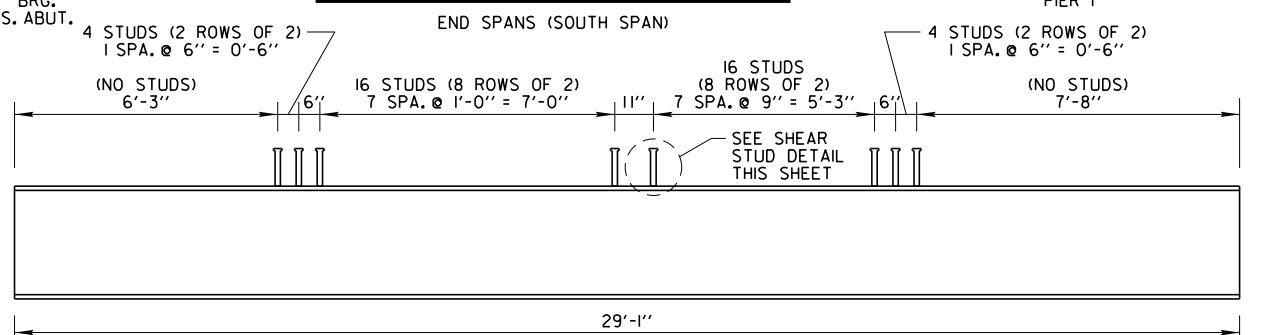 BRG.
S. ABUT.
END SPANS (SOUTH SPAN)
PIER 1
4 STUDS (2 ROWS OF 2)
1 SPA. @ 6" = 0'-6"
4 STUDS (2 ROWS OF 2)
1 SPA. @ 6" = 0'-6"
(NO STUDS)
6'-3"
6"
16 STUDS (8 ROWS OF 2)
7 SPA. @ 1'-0" = 7'-0"
11"
16 STUDS
(8 ROWS OF 2)
7 SPA. @ 9" = 5'-3"
6"
(NO STUDS)
7'-8"
SEE SHEAR
STUD DETAIL
THIS SHEET
29'-1"